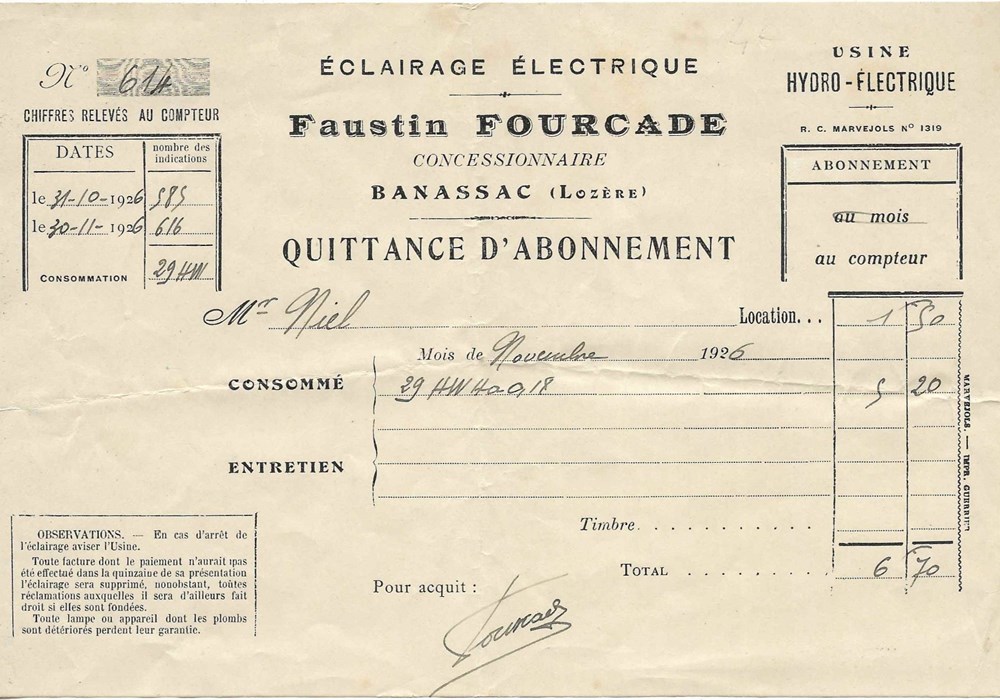 Nº 614
CHIFFRES RELEVÉS AU COMPTEUR
DATES nombre des indications
le 31-10-1926 585
le 30-11-1926 616
CONSOMMATION 29 HW
ÉCLAIRAGE ÉLECTRIQUE
Faustin FOURCADE
CONCESSIONNAIRE
BANASSAC (LOZÈRE)
QUITTANCE D'ABONNEMENT
USINE
HYDRO-ÉLECTRIQUE
R. C. MARVEJOLS Nº 1319
ABONNEMENT
au mois
au compteur
Mr Niel Location... 1 50
Mois de Novembre 1926
CONSOMMÉ 29 HW H a 0,18 5 20
ENTRETIEN
Timbre
TOTAL 6 70
Pour acquit :
Fourcade
OBSERVATIONS. — En cas d'arrêt de
l'éclairage aviser l'Usine.
Toute facture dont le paiement n'aurait pas
été effectué dans la quinzaine de sa présentation
l'éclairage sera supprimé, nonobstant, toûtes
réclamations auxquelles il sera d'ailleurs fait
droit si elles sont fondées.
Toute lampe ou appareil dont les plombs
sont détériorés perdent leur garantie.
MARVEJOLS. — IMPR. GUERRIER